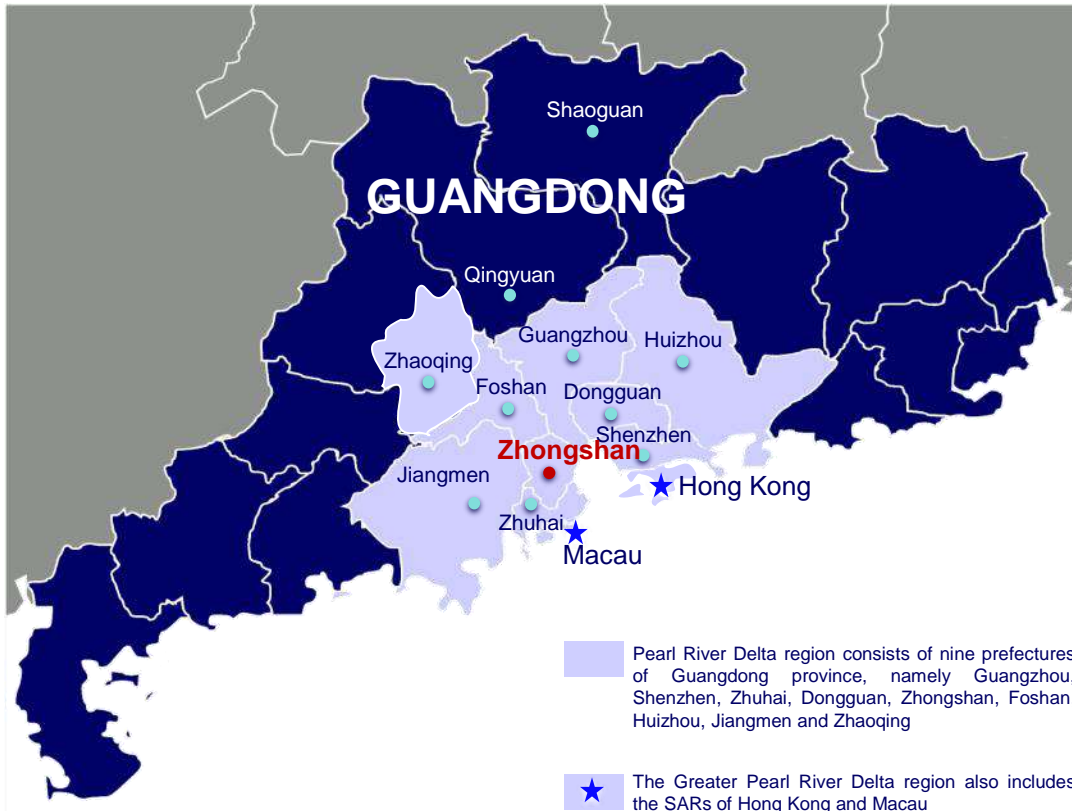 Shaoguan
GUANGDONG
Qingyuan
Guangzhou
Huizhou
Zhaoqing
Foshan
Dongguan
Shenzhen
Zhongshan
Jiangmen
Hong Kong
Zhuhai
Macau
Pearl River Delta region consists of nine prefectures
of Guangdong province, namely Guangzhou,
Shenzhen, Zhuhai, Dongguan, Zhongshan, Foshan
Huizhou, Jiangmen and Zhaoqing
The Greater Pearl River Delta region also includes
the SARs of Hong Kong and Macau